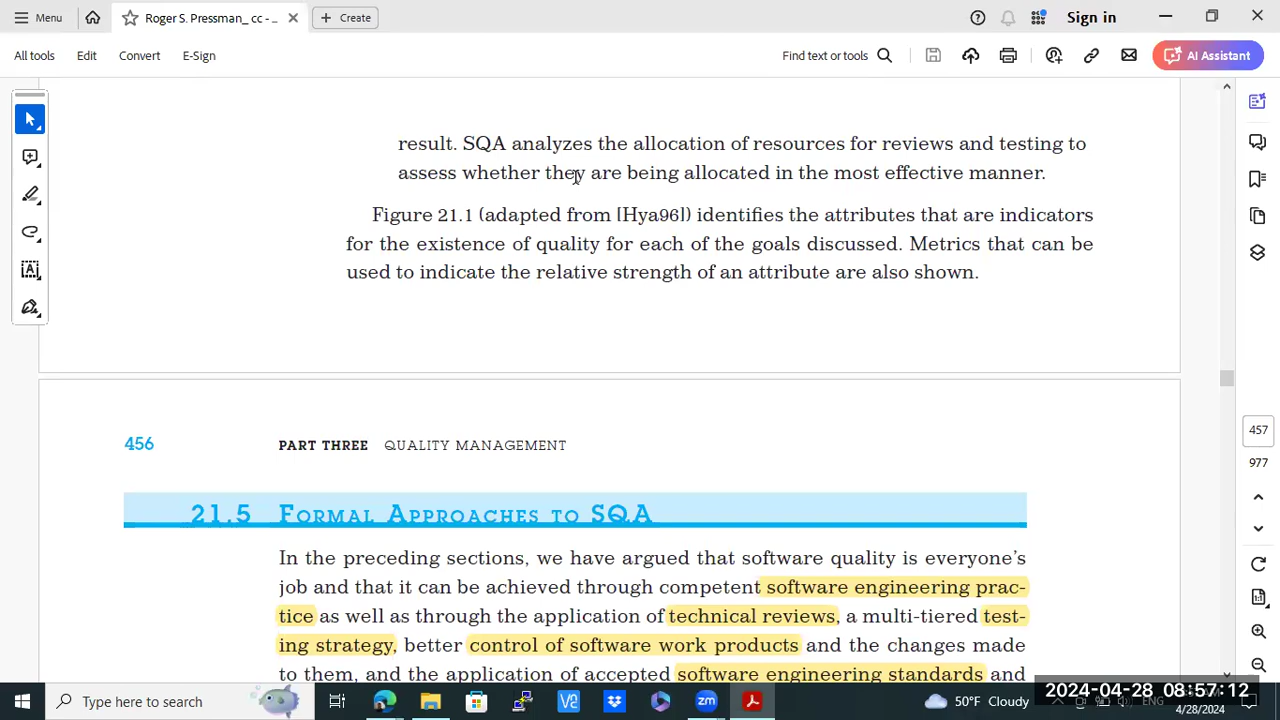 Menu
Roger S. Pressman_ cc - ...
Create
Sign in
All tools
Edit
Convert
E-Sign
Find text or tools
AI Assistant
result. SQA analyzes the allocation of resources for reviews and testing to
assess whether they are being allocated in the most effective manner.
Figure 21.1 (adapted from [Hya96]) identifies the attributes that are indicators
for the existence of quality for each of the goals discussed. Metrics that can be
used to indicate the relative strength of an attribute are also shown.
456 PART THREE QUALITY MANAGEMENT
21.5 FORMAL APPROACHES TO SQA
In the preceding sections, we have argued that software quality is everyone's
job and that it can be achieved through competent software engineering prac-
tice as well as through the application of technical reviews, a multi-tiered test-
ing strategy, better control of software work products and the changes made
to them, and the application of accepted software engineering standards and
457
977
Type here to search
50°F Cloudy
ENG
2024-04-28 08:57:12
4/28/2024